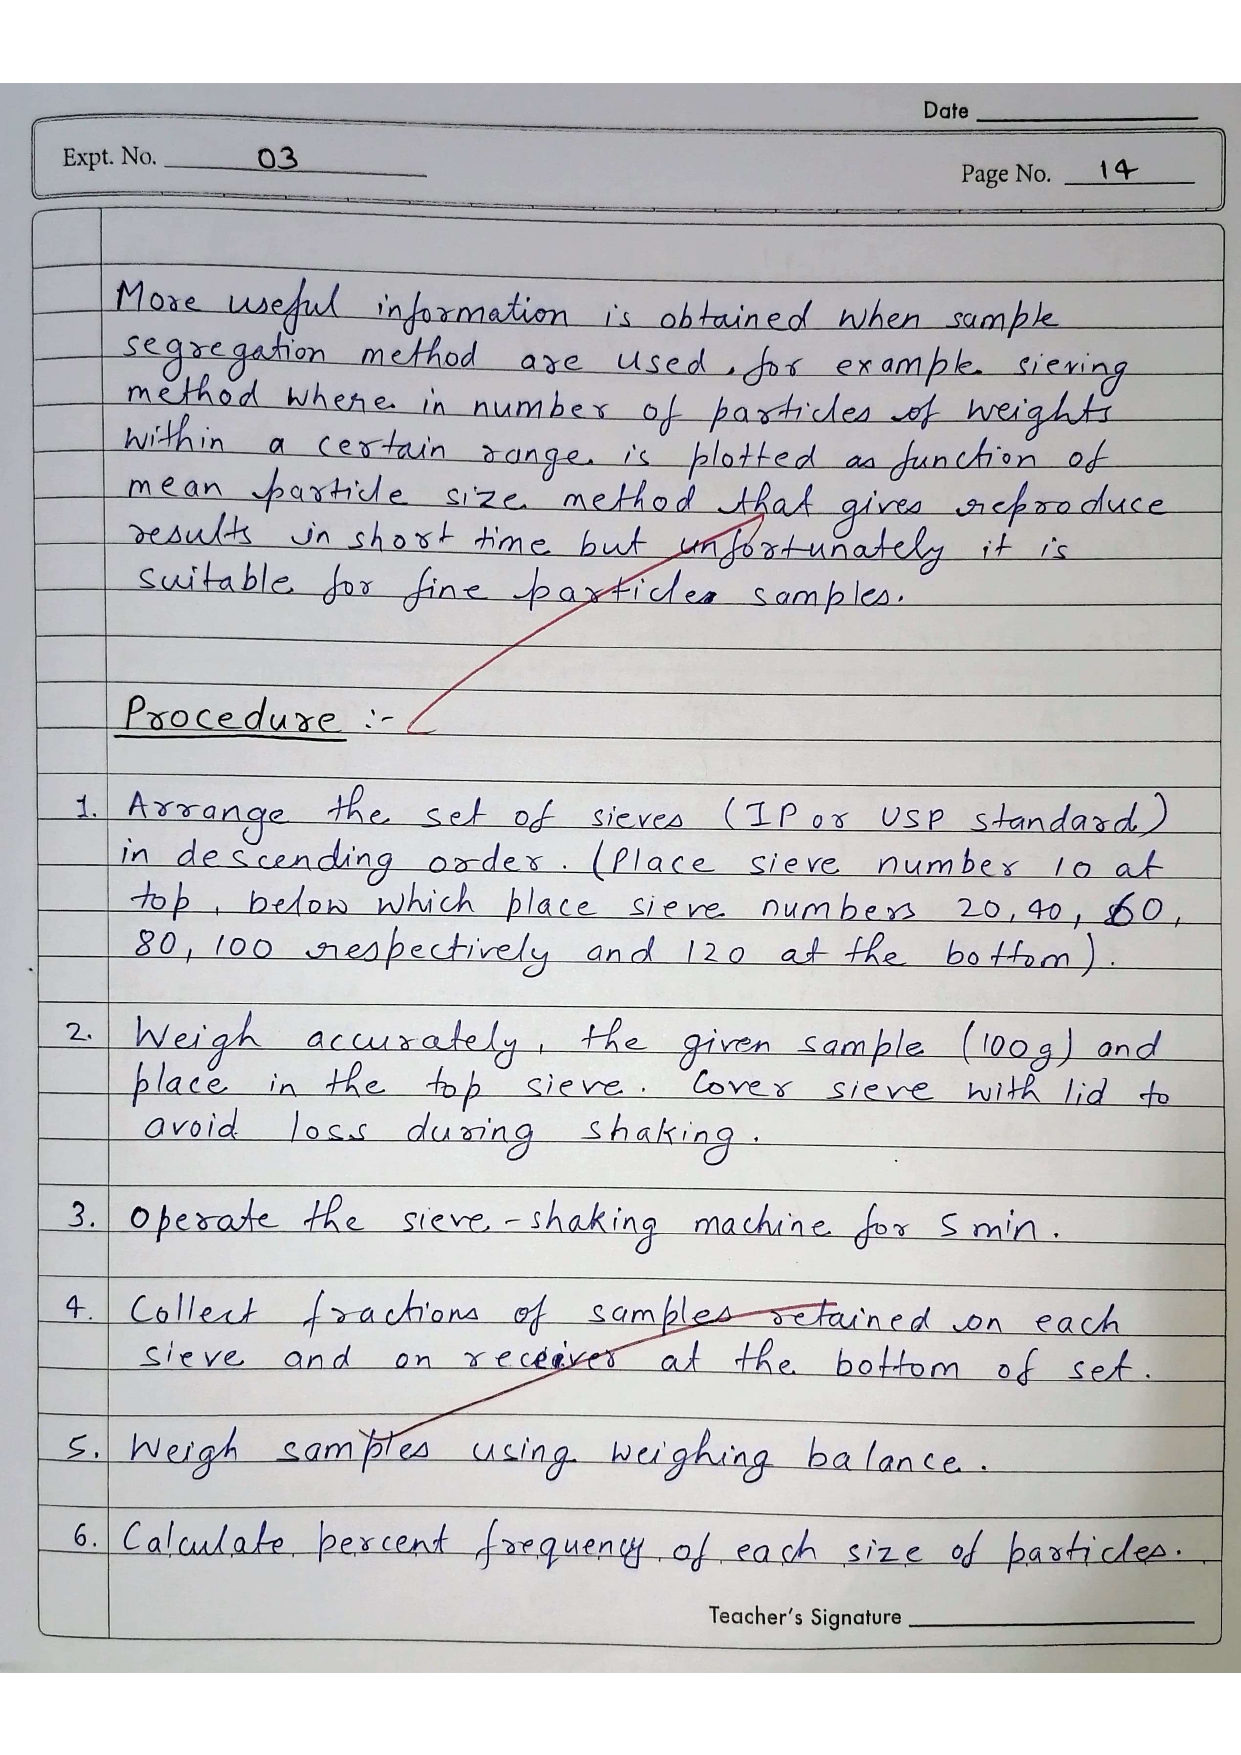 Date
Expt. No. 03
Page No. 14
More useful information is obtained when sample
segregation method are used, for example sieving
method where in number of particles of weights
within a certain range is plotted as function of
mean particle size method that gives reproduce
results in short time but unfortunately it is
suitable for fine particles samples.
Procedure :-
1. Arrange the set of sieves (IP or USP standard)
in descending order. (Place sieve number 10 at
top, below which place sieve numbers 20, 40, 60,
80, 100 respectively and 120 at the bottom).
2. Weigh accurately, the given sample (100g) and
place in the top sieve. Cover sieve with lid to
avoid loss during shaking.
3. Operate the sieve-shaking machine for 5 min.
4. Collect fractions of samples retained on each
sieve and on receiver at the bottom of set.
5. Weigh samples using weighing balance.
6. Calculate percent frequency of each size of particles.
Teacher's Signature